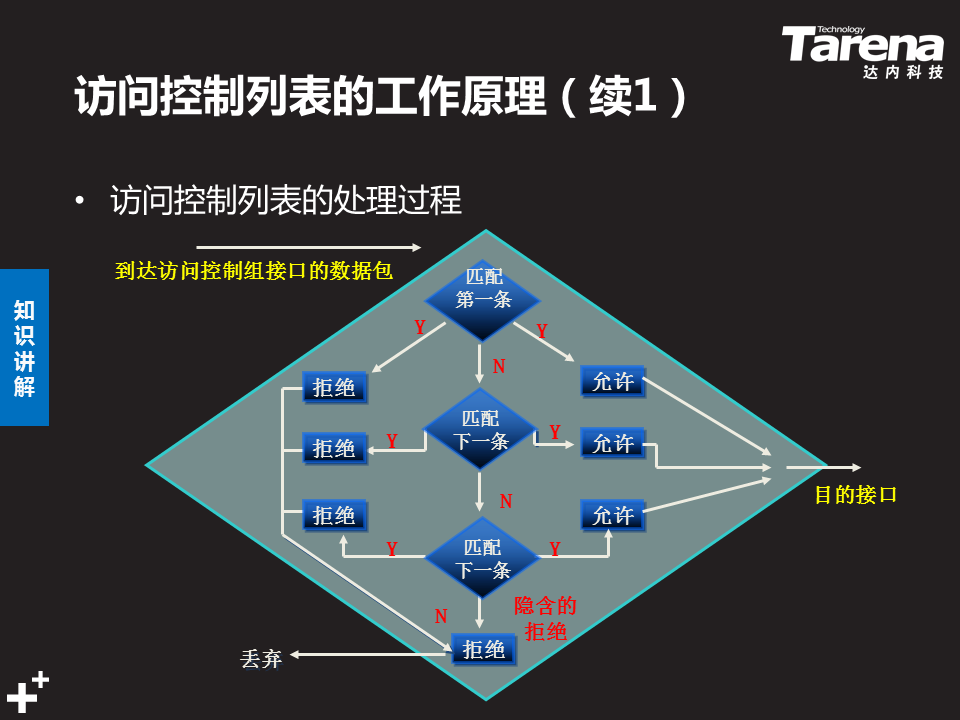 Technology
Tarena
达内科技
访问控制列表的工作原理（续1）
• 访问控制列表的处理过程
到达访问控制组接口的数据包
知
识
讲
解
匹配
第一条
Y
Y
N
拒绝
允许
匹配
下一条
Y
Y
拒绝
允许
N
目的接口
拒绝
允许
匹配
下一条
Y
Y
N
隐含的
拒绝
拒绝
丢弃